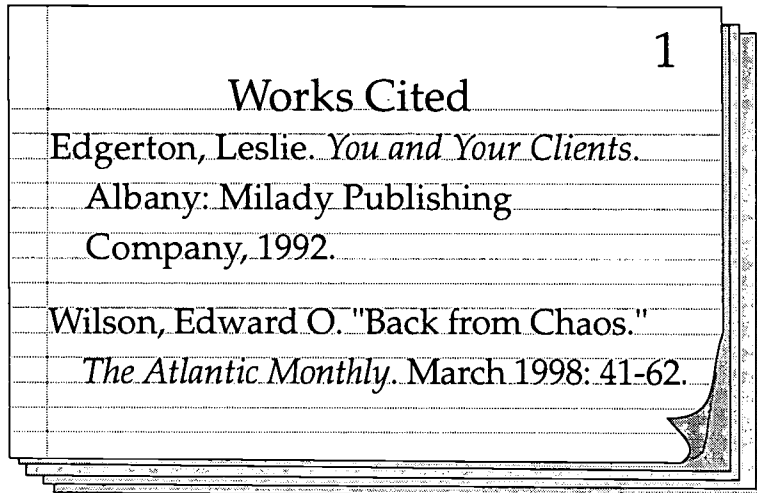 1
Works Cited
Edgerton, Leslie. You and Your Clients.
Albany: Milady Publishing
Company, 1992.
Wilson, Edward O. "Back from Chaos."
The Atlantic Monthly. March 1998: 41-62.